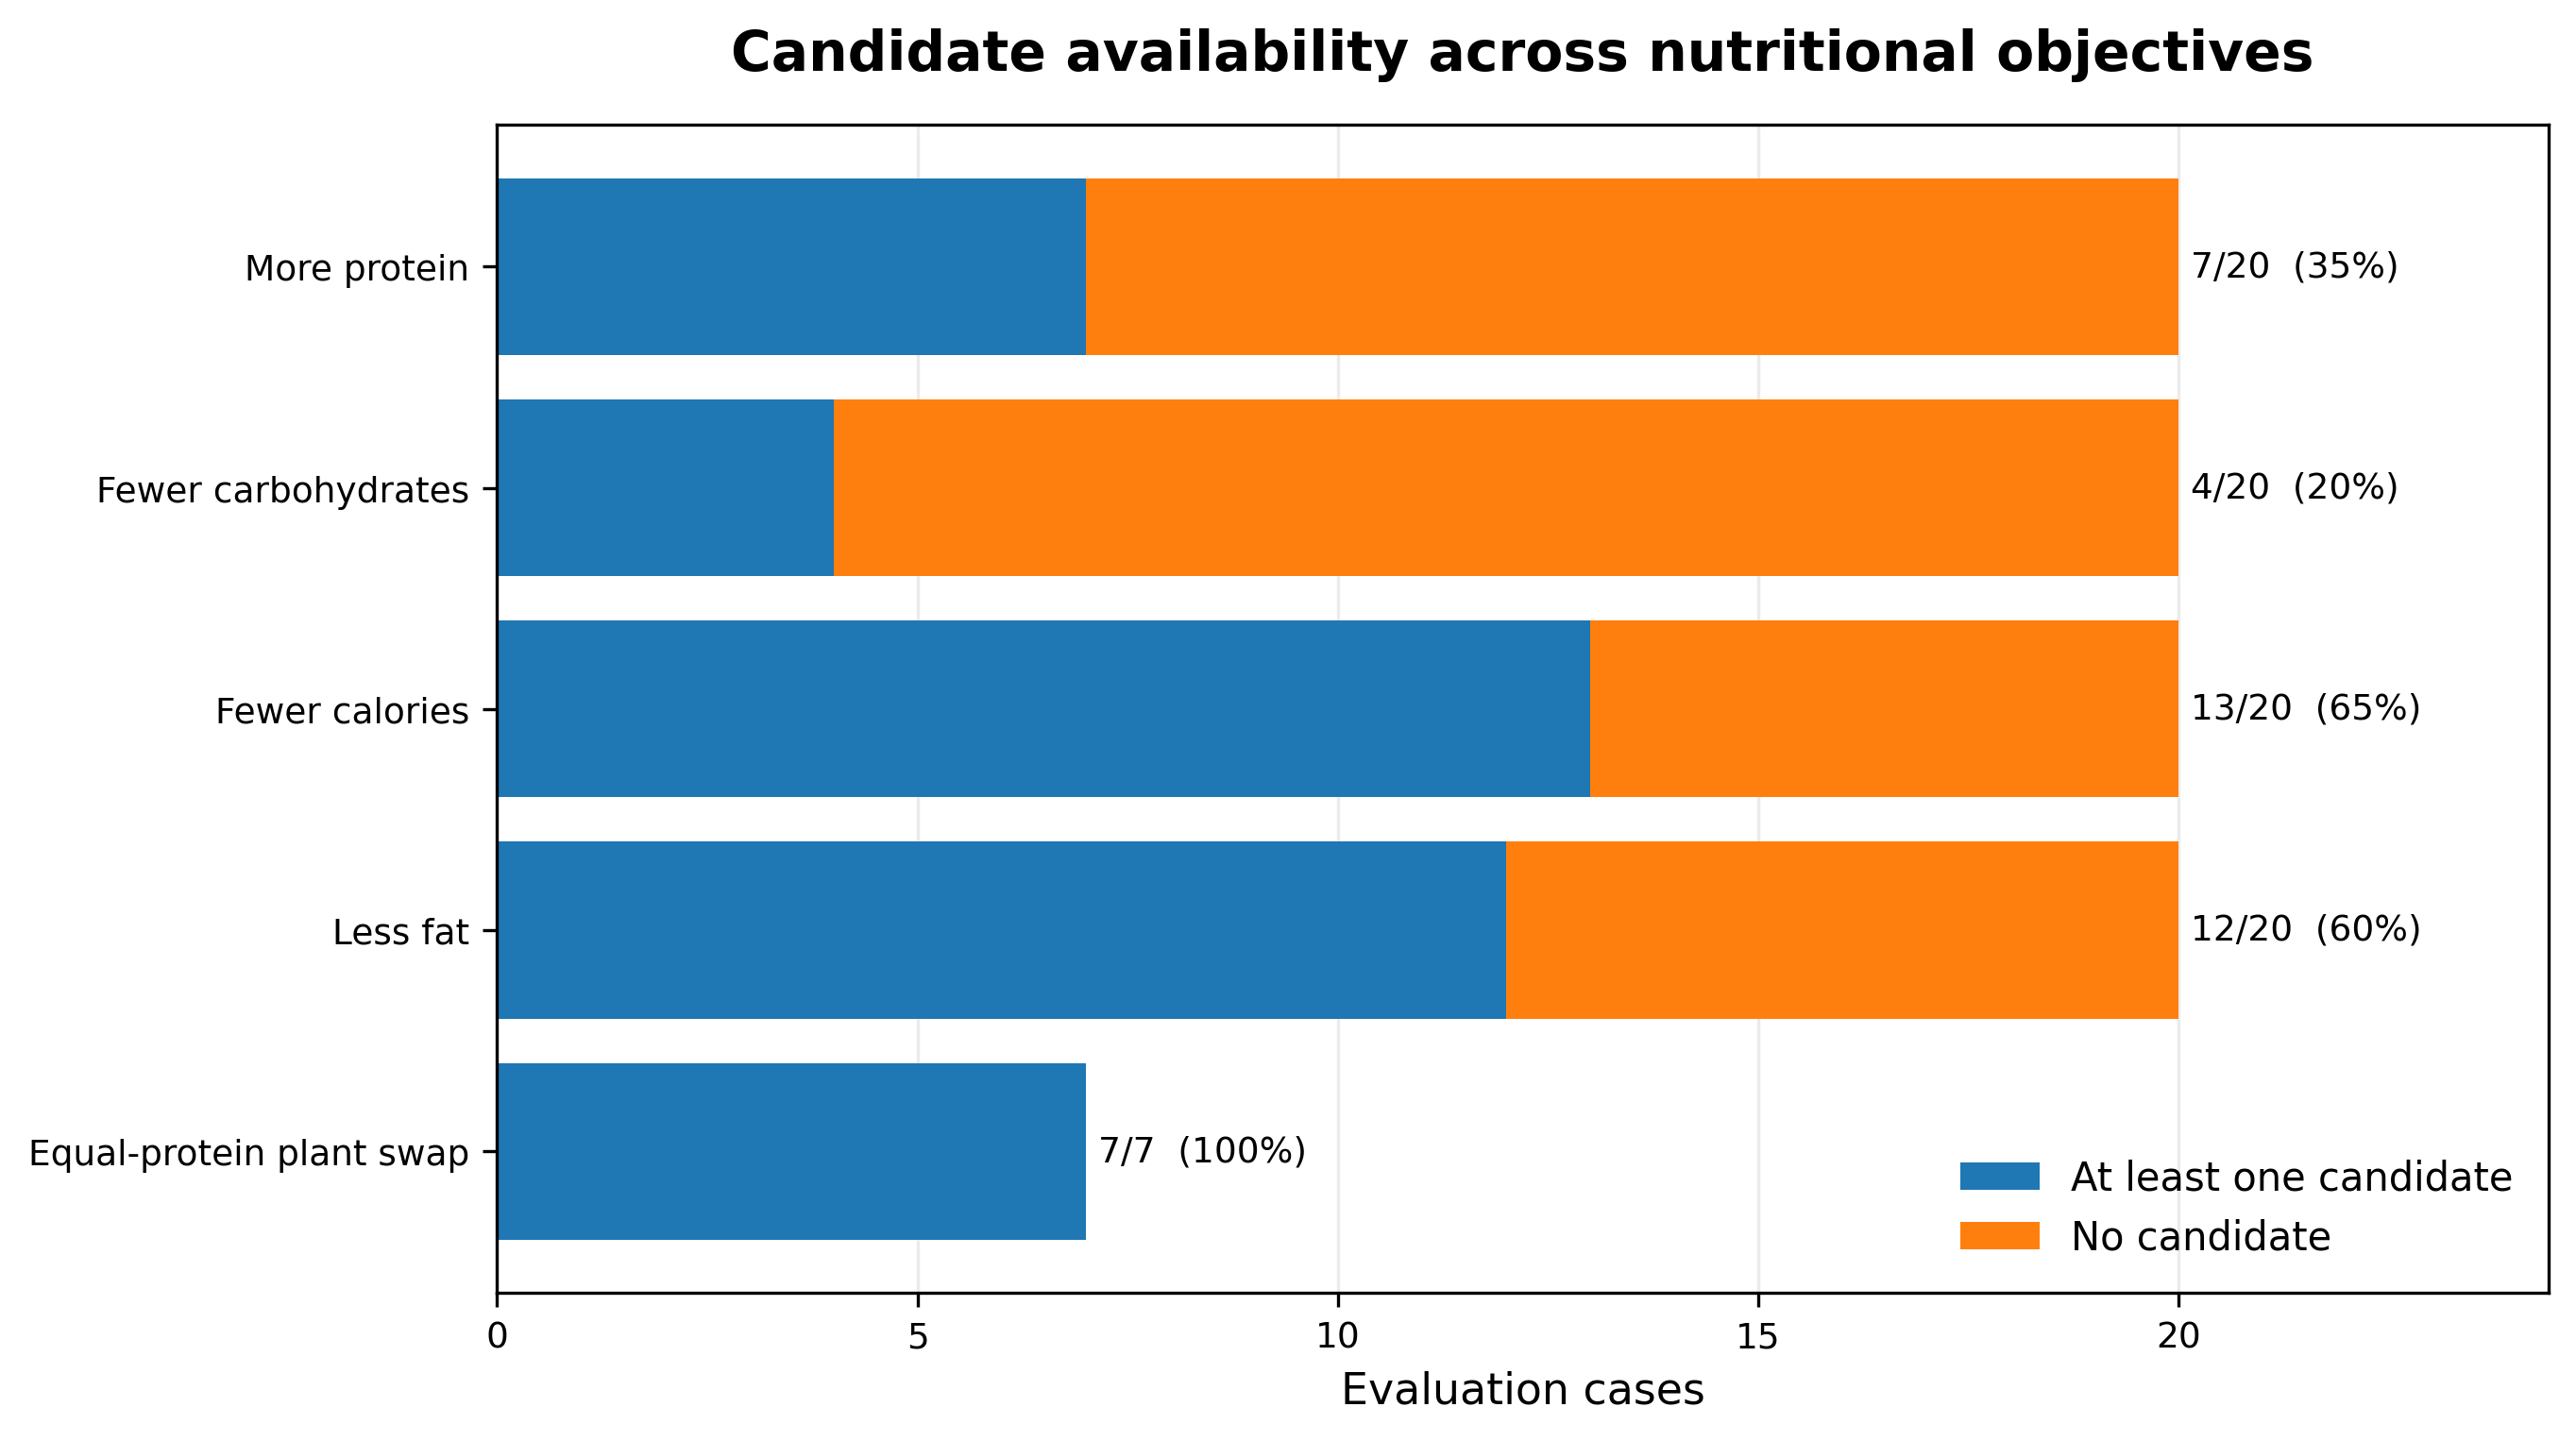 Candidate availability across nutritional objectives
More protein
7/20  (35%)
Fewer carbohydrates
4/20  (20%)
Fewer calories
13/20  (65%)
Less fat
12/20  (60%)
Equal-protein plant swap
7/7  (100%)
At least one candidate
No candidate
0 5 10 15 20
Evaluation cases